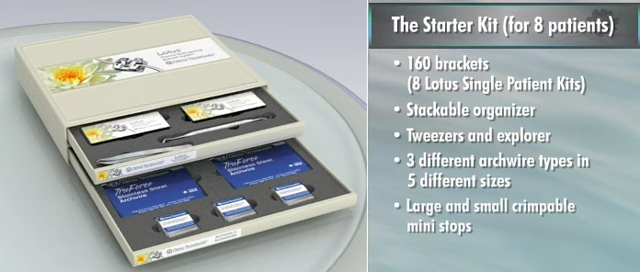 Lotus
Lotus
TruForce
Stainless Steel
Archwire
TruForce
Stainless Steel
Archwire
The Starter Kit (for 8 patients)
• 160 brackets
(8 Lotus Single Patient Kits)
• Stackable organizer
• Tweezers and explorer
• 3 different archwire types in
5 different sizes
• Large and small crimpable
mini stops